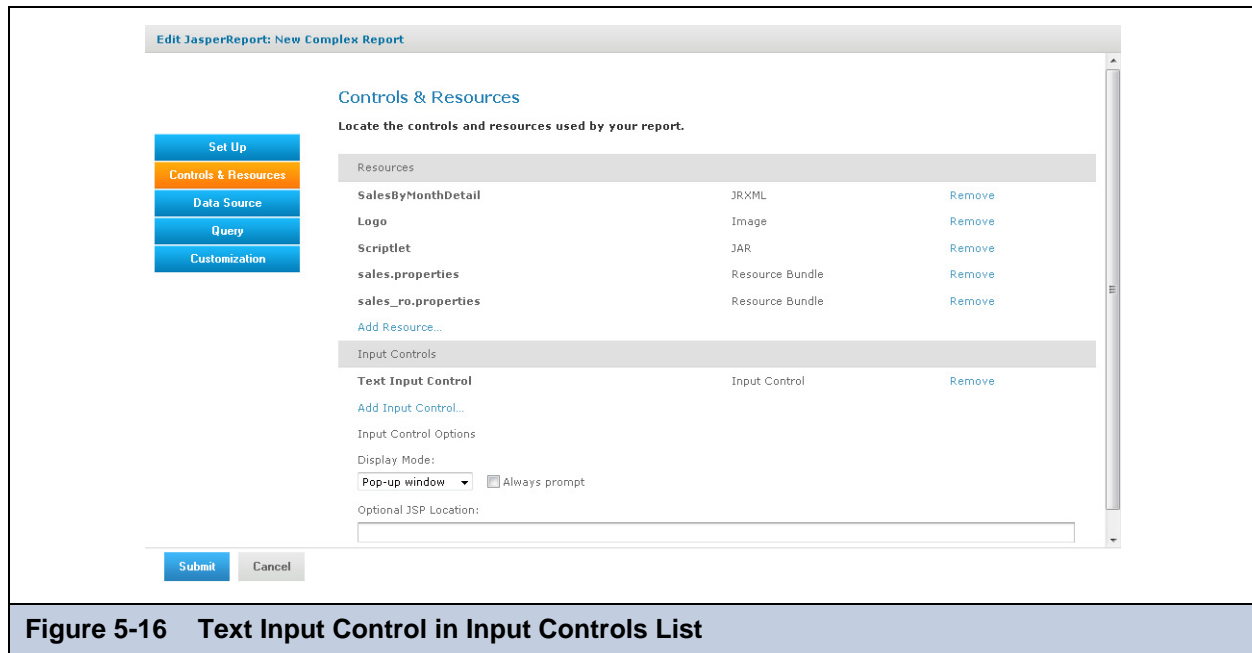 Edit JasperReport: New Complex Report
Controls & Resources
Locate the controls and resources used by your report.
Set Up
Controls & Resources
Data Source
Query
Customization
Resources
SalesByMonthDetail JRXML Remove
Logo Image Remove
Scriptlet JAR Remove
sales.properties Resource Bundle Remove
sales_ro.properties Resource Bundle Remove
Add Resource...
Input Controls
Text Input Control Input Control Remove
Add Input Control...
Input Control Options
Display Mode:
Pop-up window Always prompt
Optional JSP Location:
Submit Cancel
Figure 5-16 Text Input Control in Input Controls List